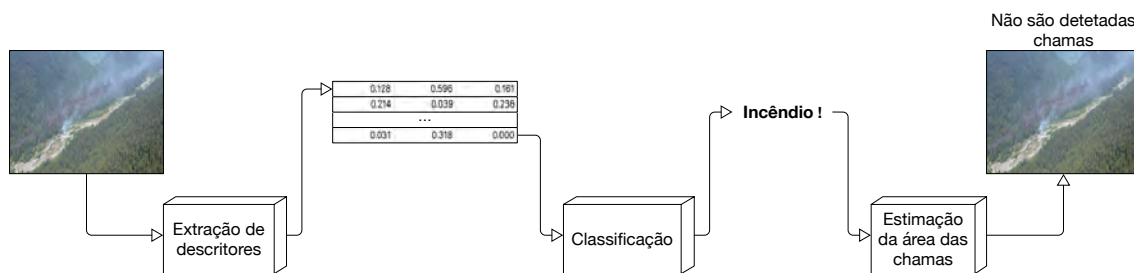 Não são detetadas
chamas
0.128 0.596 0.161
0.214 0.039 0.236
...
0.031 0.318 0.000
Incêndio !
Extração de
descritores
Classificação
Estimação
da área das
chamas